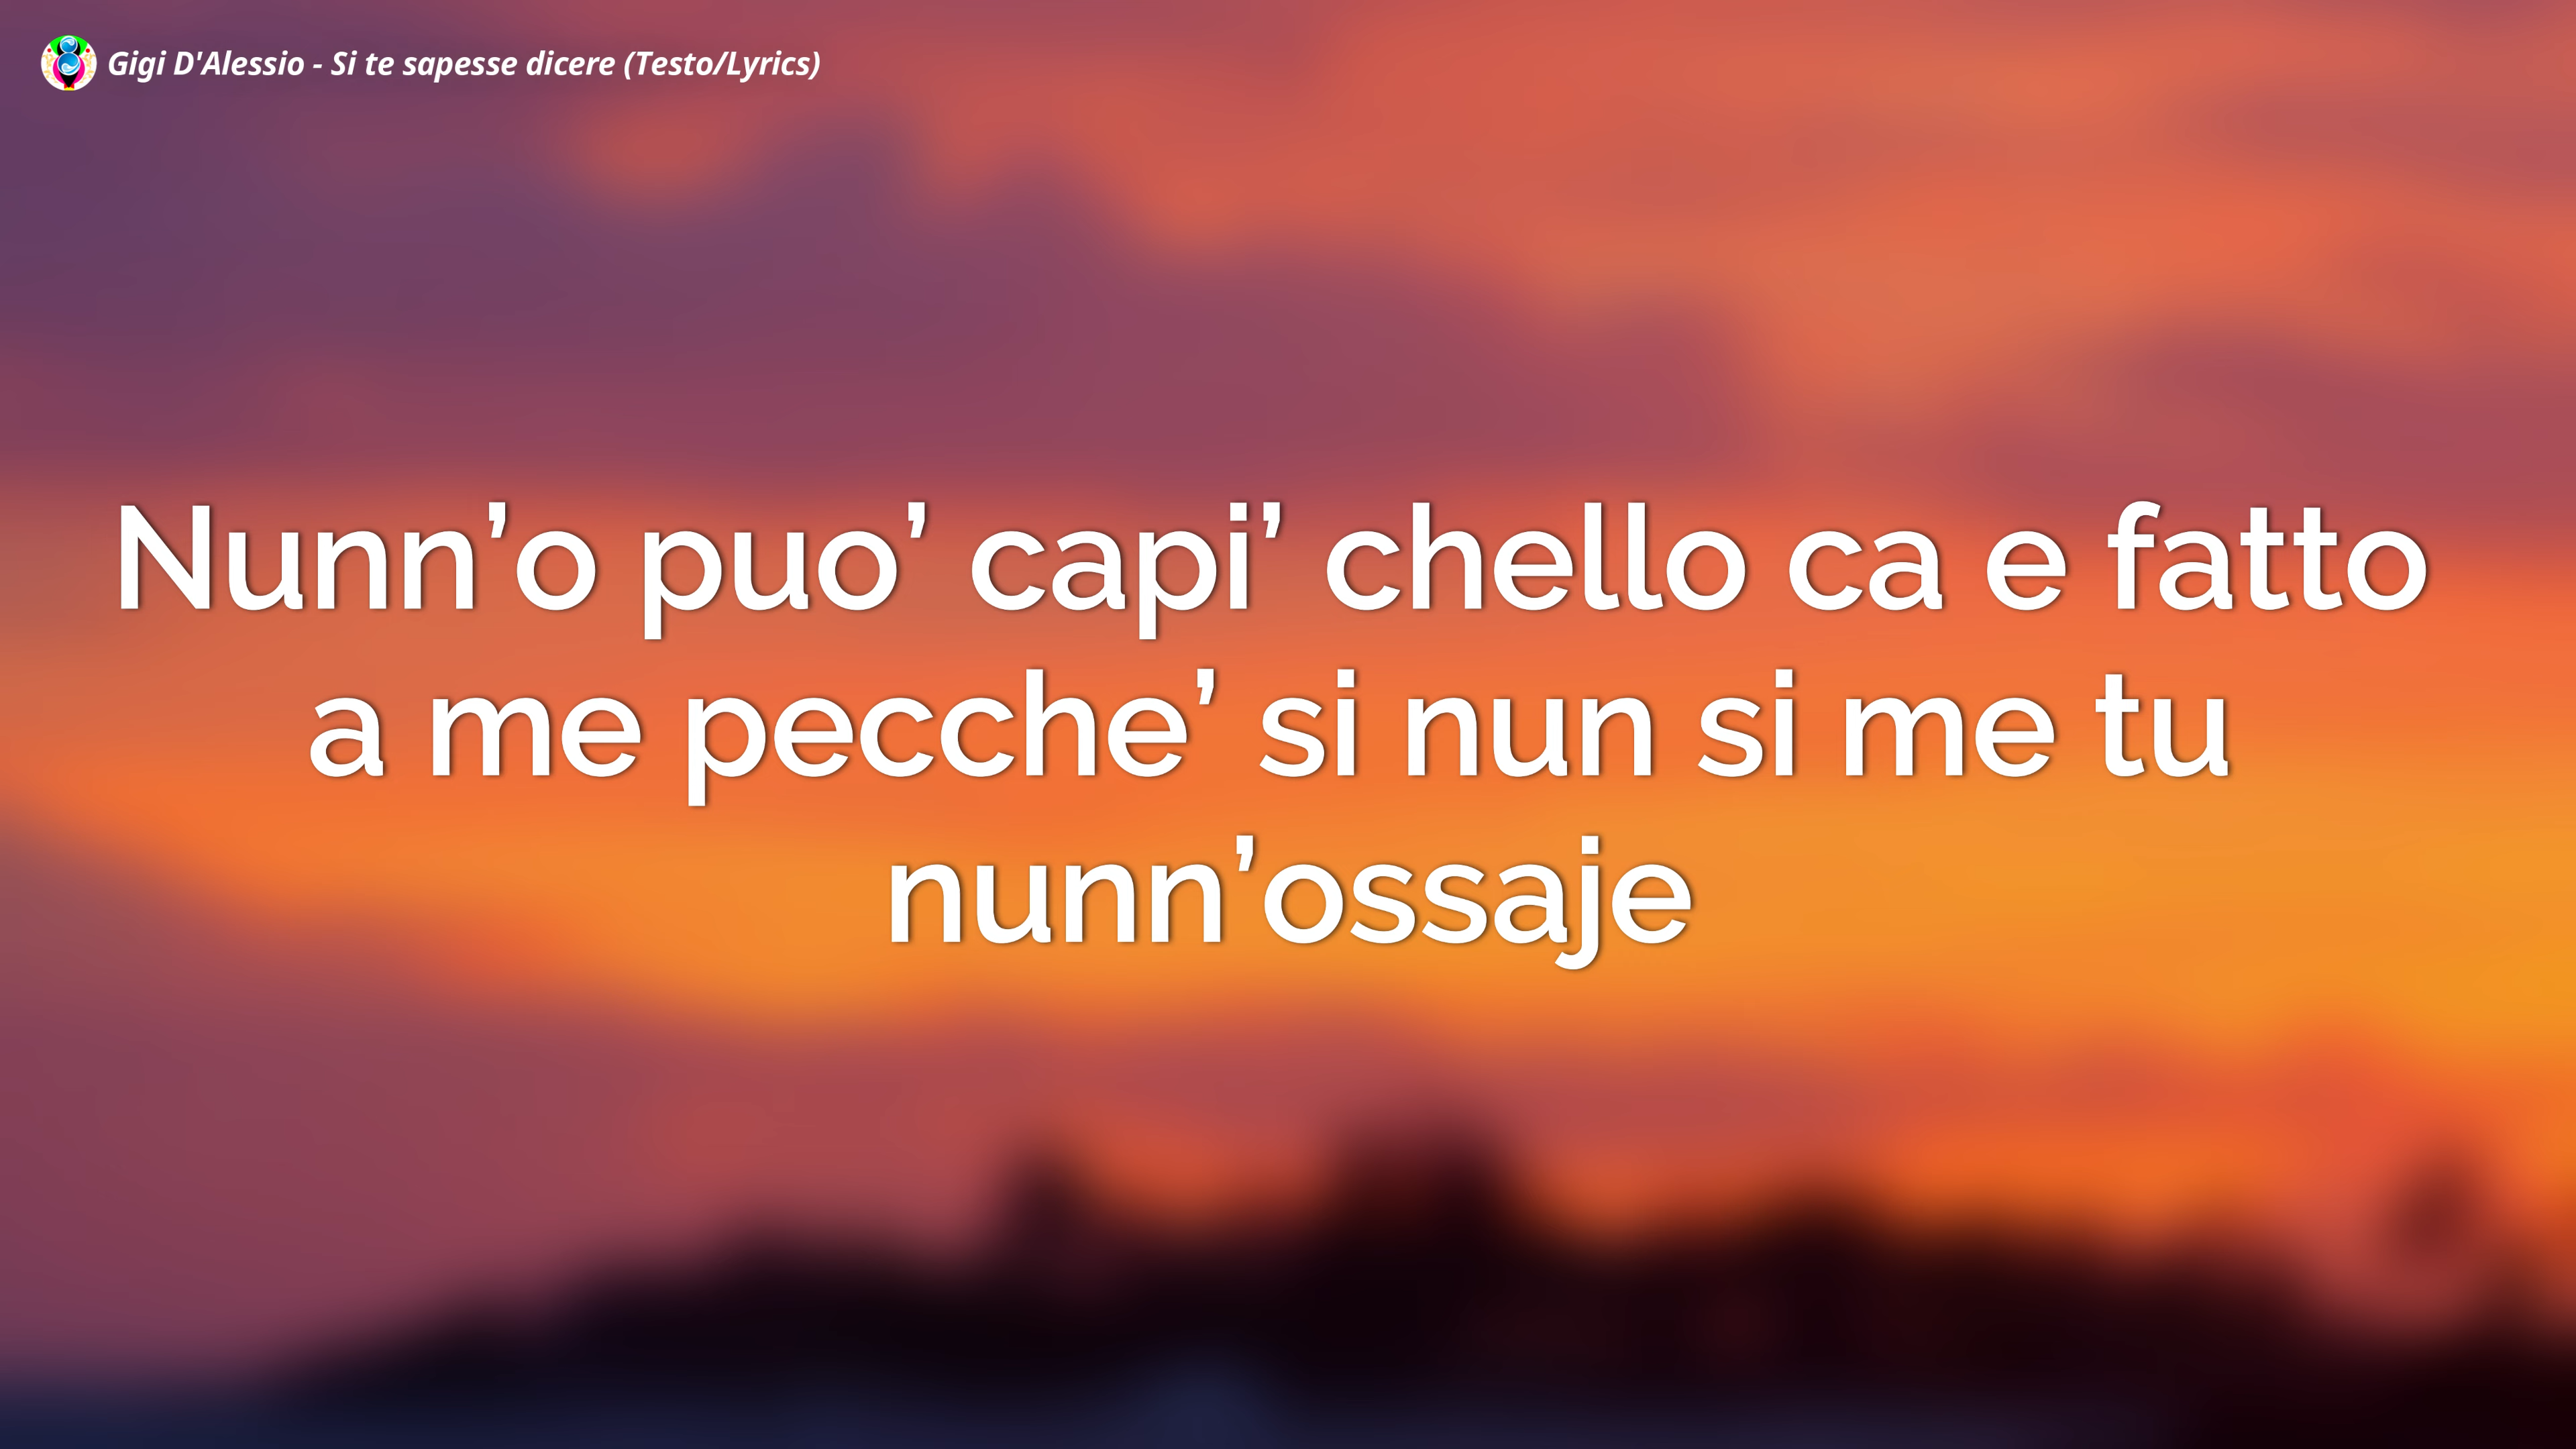 Gigi D'Alessio - Si te sapesse dicere (Testo/Lyrics)
Nunn’o puo’ capi’ chello ca e fatto
a me pecche’ si nun si me tu
nunn’ossaje